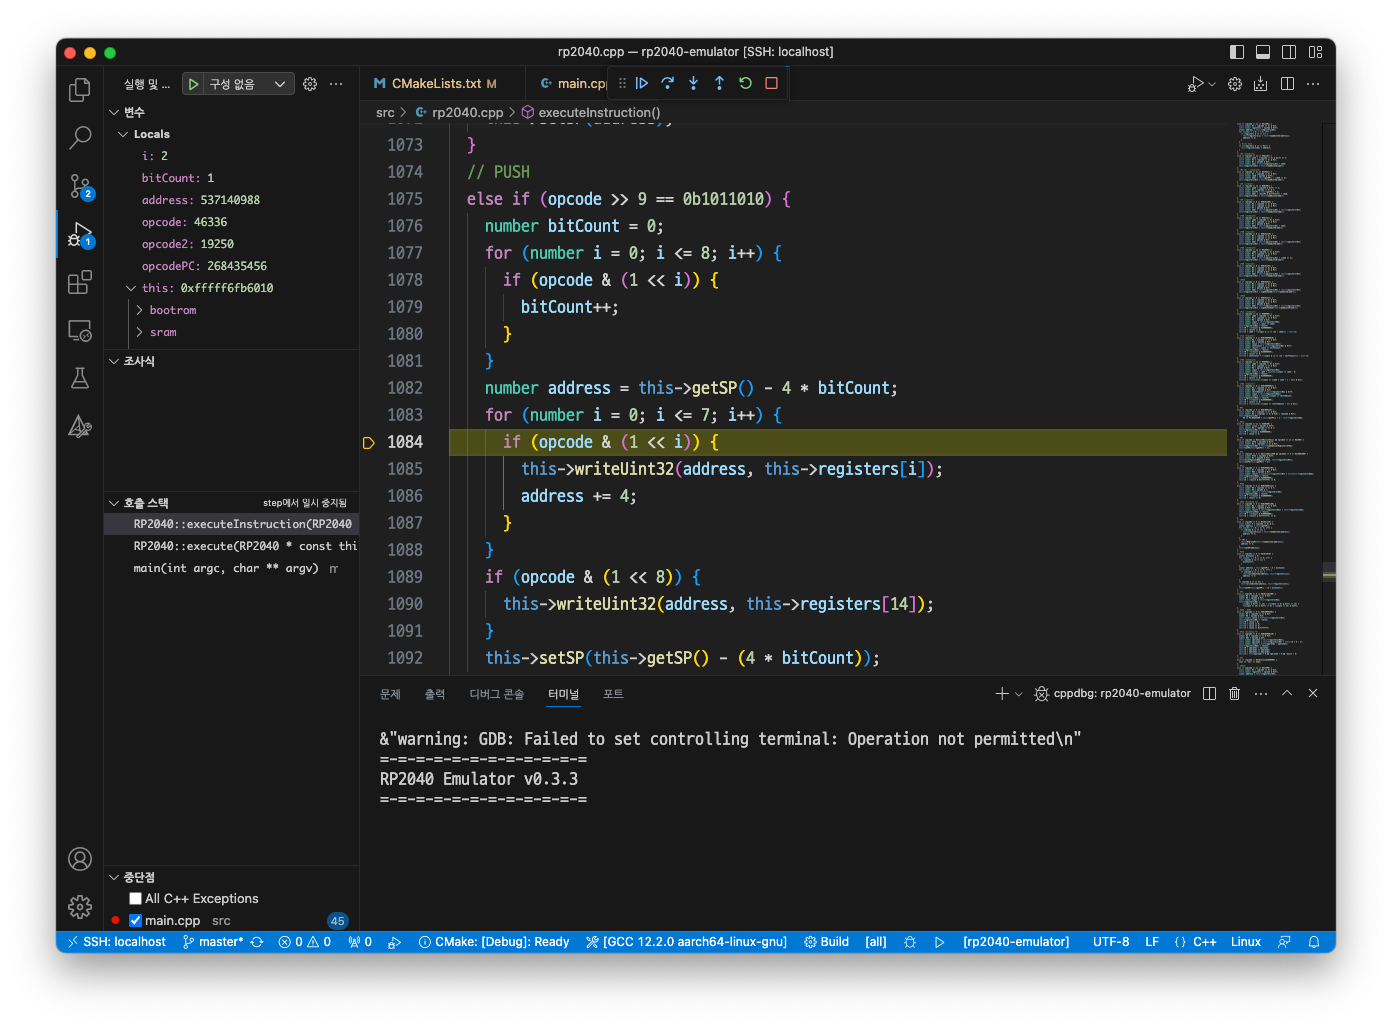 rp2040.cpp — rp2040-emulator [SSH: localhost]
실행 및 ...
구성 없음
CMakeLists.txt M
main.cpp
변수
Locals
i: 2
bitCount: 1
address: 537140988
opcode: 46336
opcode2: 19250
opcodePC: 268435456
this: 0xfffff6fb6010
bootrom
sram
조사식
호출 스택 step에서 일시 중지됨
RP2040::executeInstruction(RP2040
RP2040::execute(RP2040 * const thi
main(int argc, char ** argv) m
중단점
All C++ Exceptions
main.cpp src 45
src > rp2040.cpp > executeInstruction()
1073 }
1074 // PUSH
1075 else if (opcode >> 9 == 0b1011010) {
1076 number bitCount = 0;
1077 for (number i = 0; i <= 8; i++) {
1078 if (opcode & (1 << i)) {
1079 bitCount++;
1080 }
1081 }
1082 number address = this->getSP() - 4 * bitCount;
1083 for (number i = 0; i <= 7; i++) {
1084 if (opcode & (1 << i)) {
1085 this->writeUint32(address, this->registers[i]);
1086 address += 4;
1087 }
1088 }
1089 if (opcode & (1 << 8)) {
1090 this->writeUint32(address, this->registers[14]);
1091 }
1092 this->setSP(this->getSP() - (4 * bitCount));
문제 출력 디버그 콘솔 터미널 포트
cppdbg: rp2040-emulator
&"warning: GDB: Failed to set controlling terminal: Operation not permitted\n"
=-=-=-=-=-=-=-=-=-=-=-=
RP2040 Emulator v0.3.3
=-=-=-=-=-=-=-=-=-=-=-=
2
1
SSH: localhost master* 0 0 0 CMake: [Debug]: Ready [GCC 12.2.0 aarch64-linux-gnu] Build [all] [rp2040-emulator] UTF-8 LF {} C++ Linux